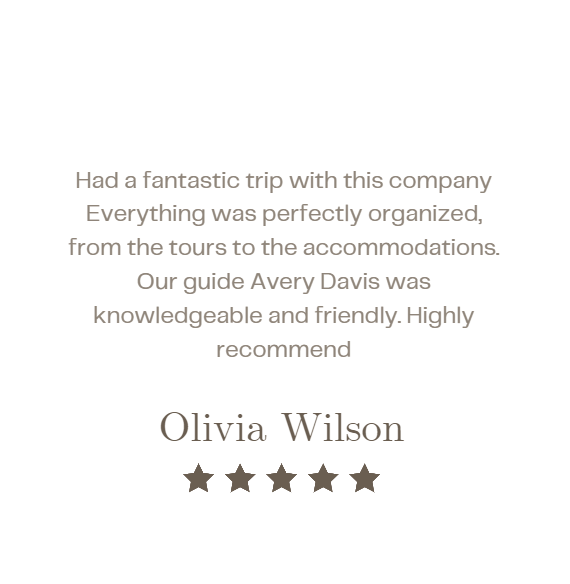 Had a fantastic trip with this company
Everything was perfectly organized,
from the tours to the accommodations.
Our guide Avery Davis was
knowledgeable and friendly. Highly
recommend
Olivia Wilson